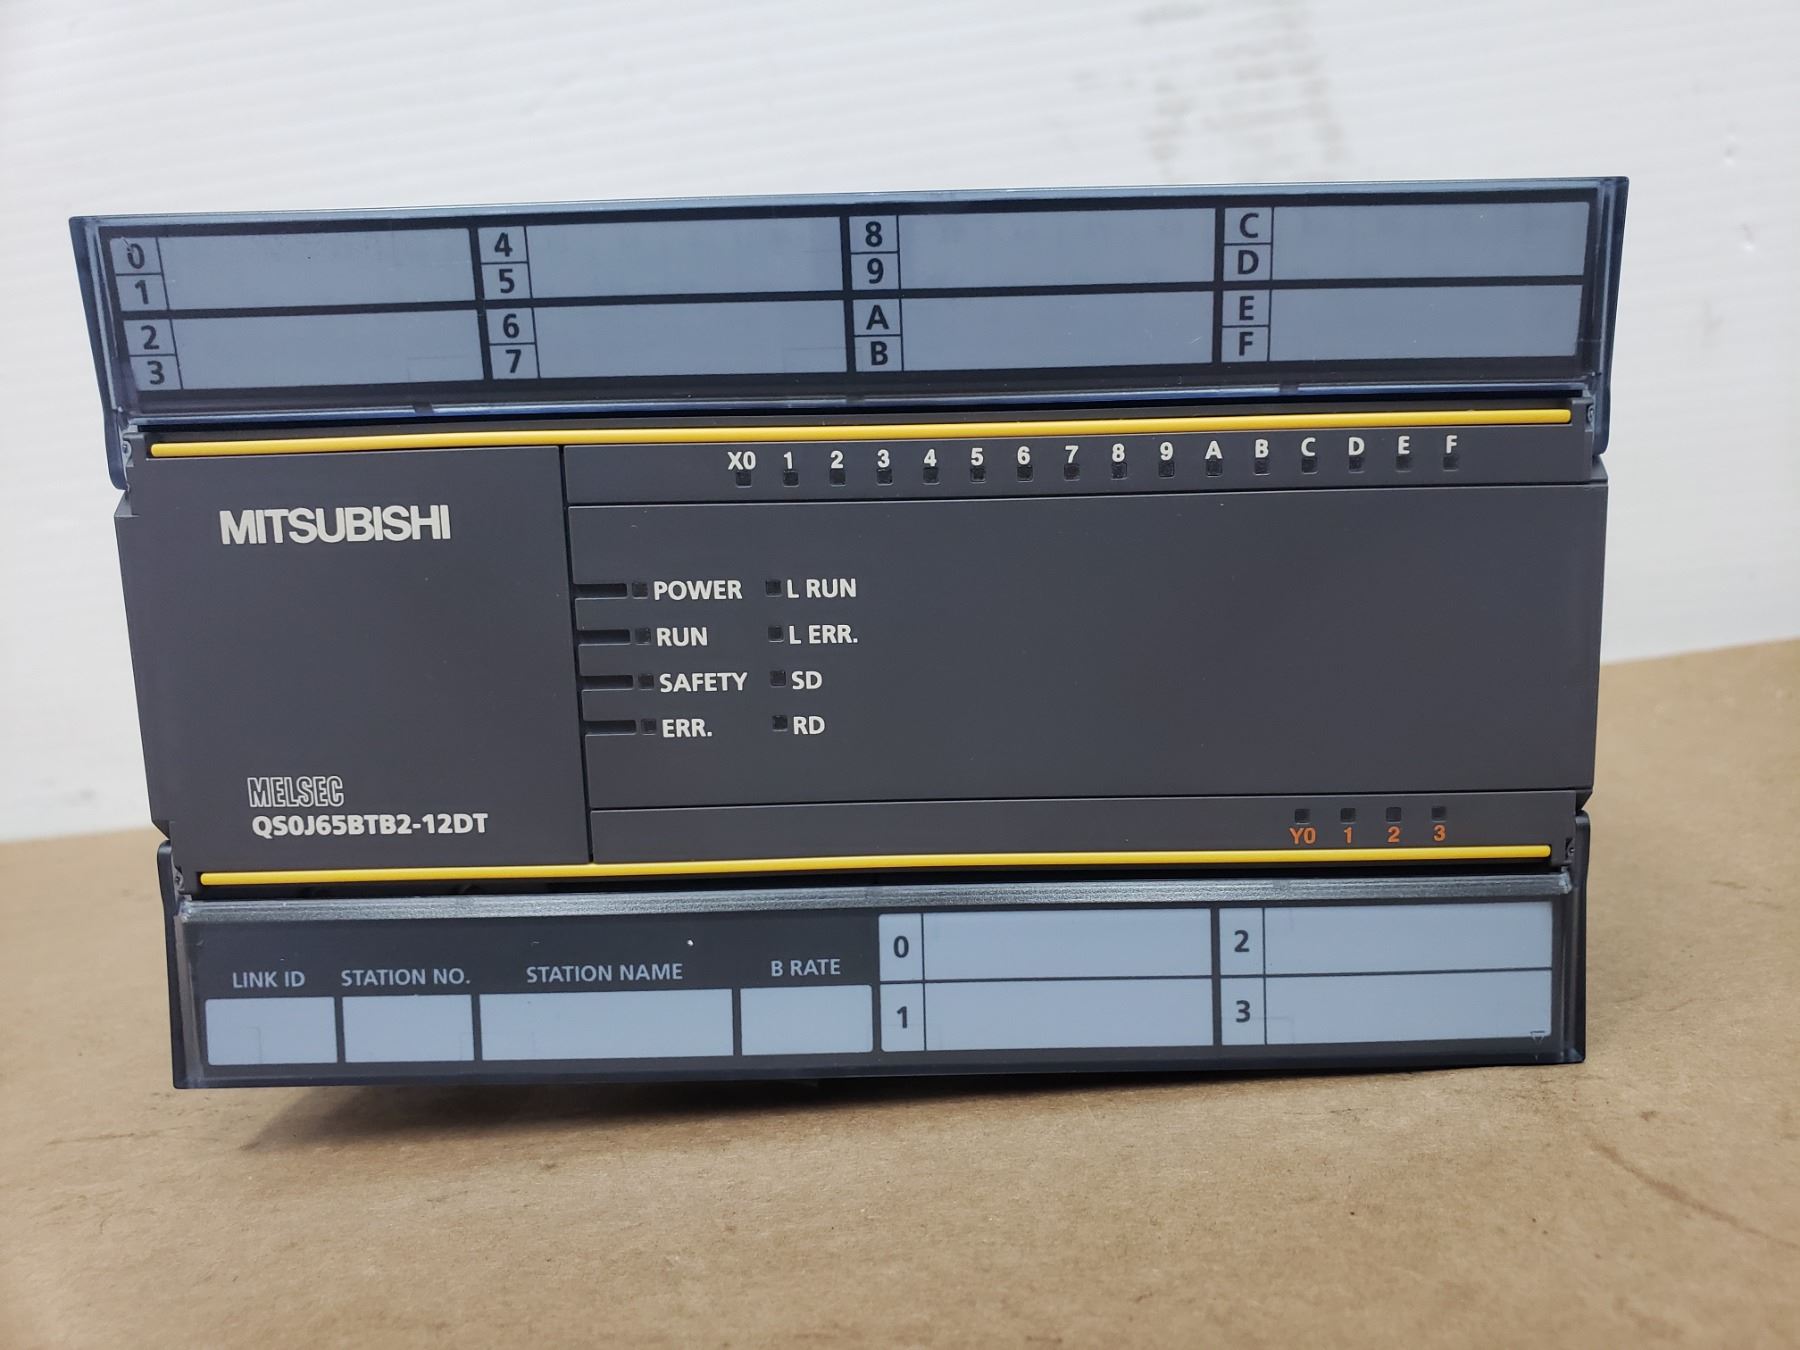 0 4 8 C
1 5 9 D
2 6 A E
3 7 B F
X0 1 2 3 4 5 6 7 8 9 A B C D E F
MITSUBISHI
POWER L RUN
RUN L ERR.
SAFETY SD
ERR. RD
MELSEC
QS0J65BTB2-12DT
Y0 1 2 3
LINK ID STATION NO. STATION NAME B RATE
0 2
1 3